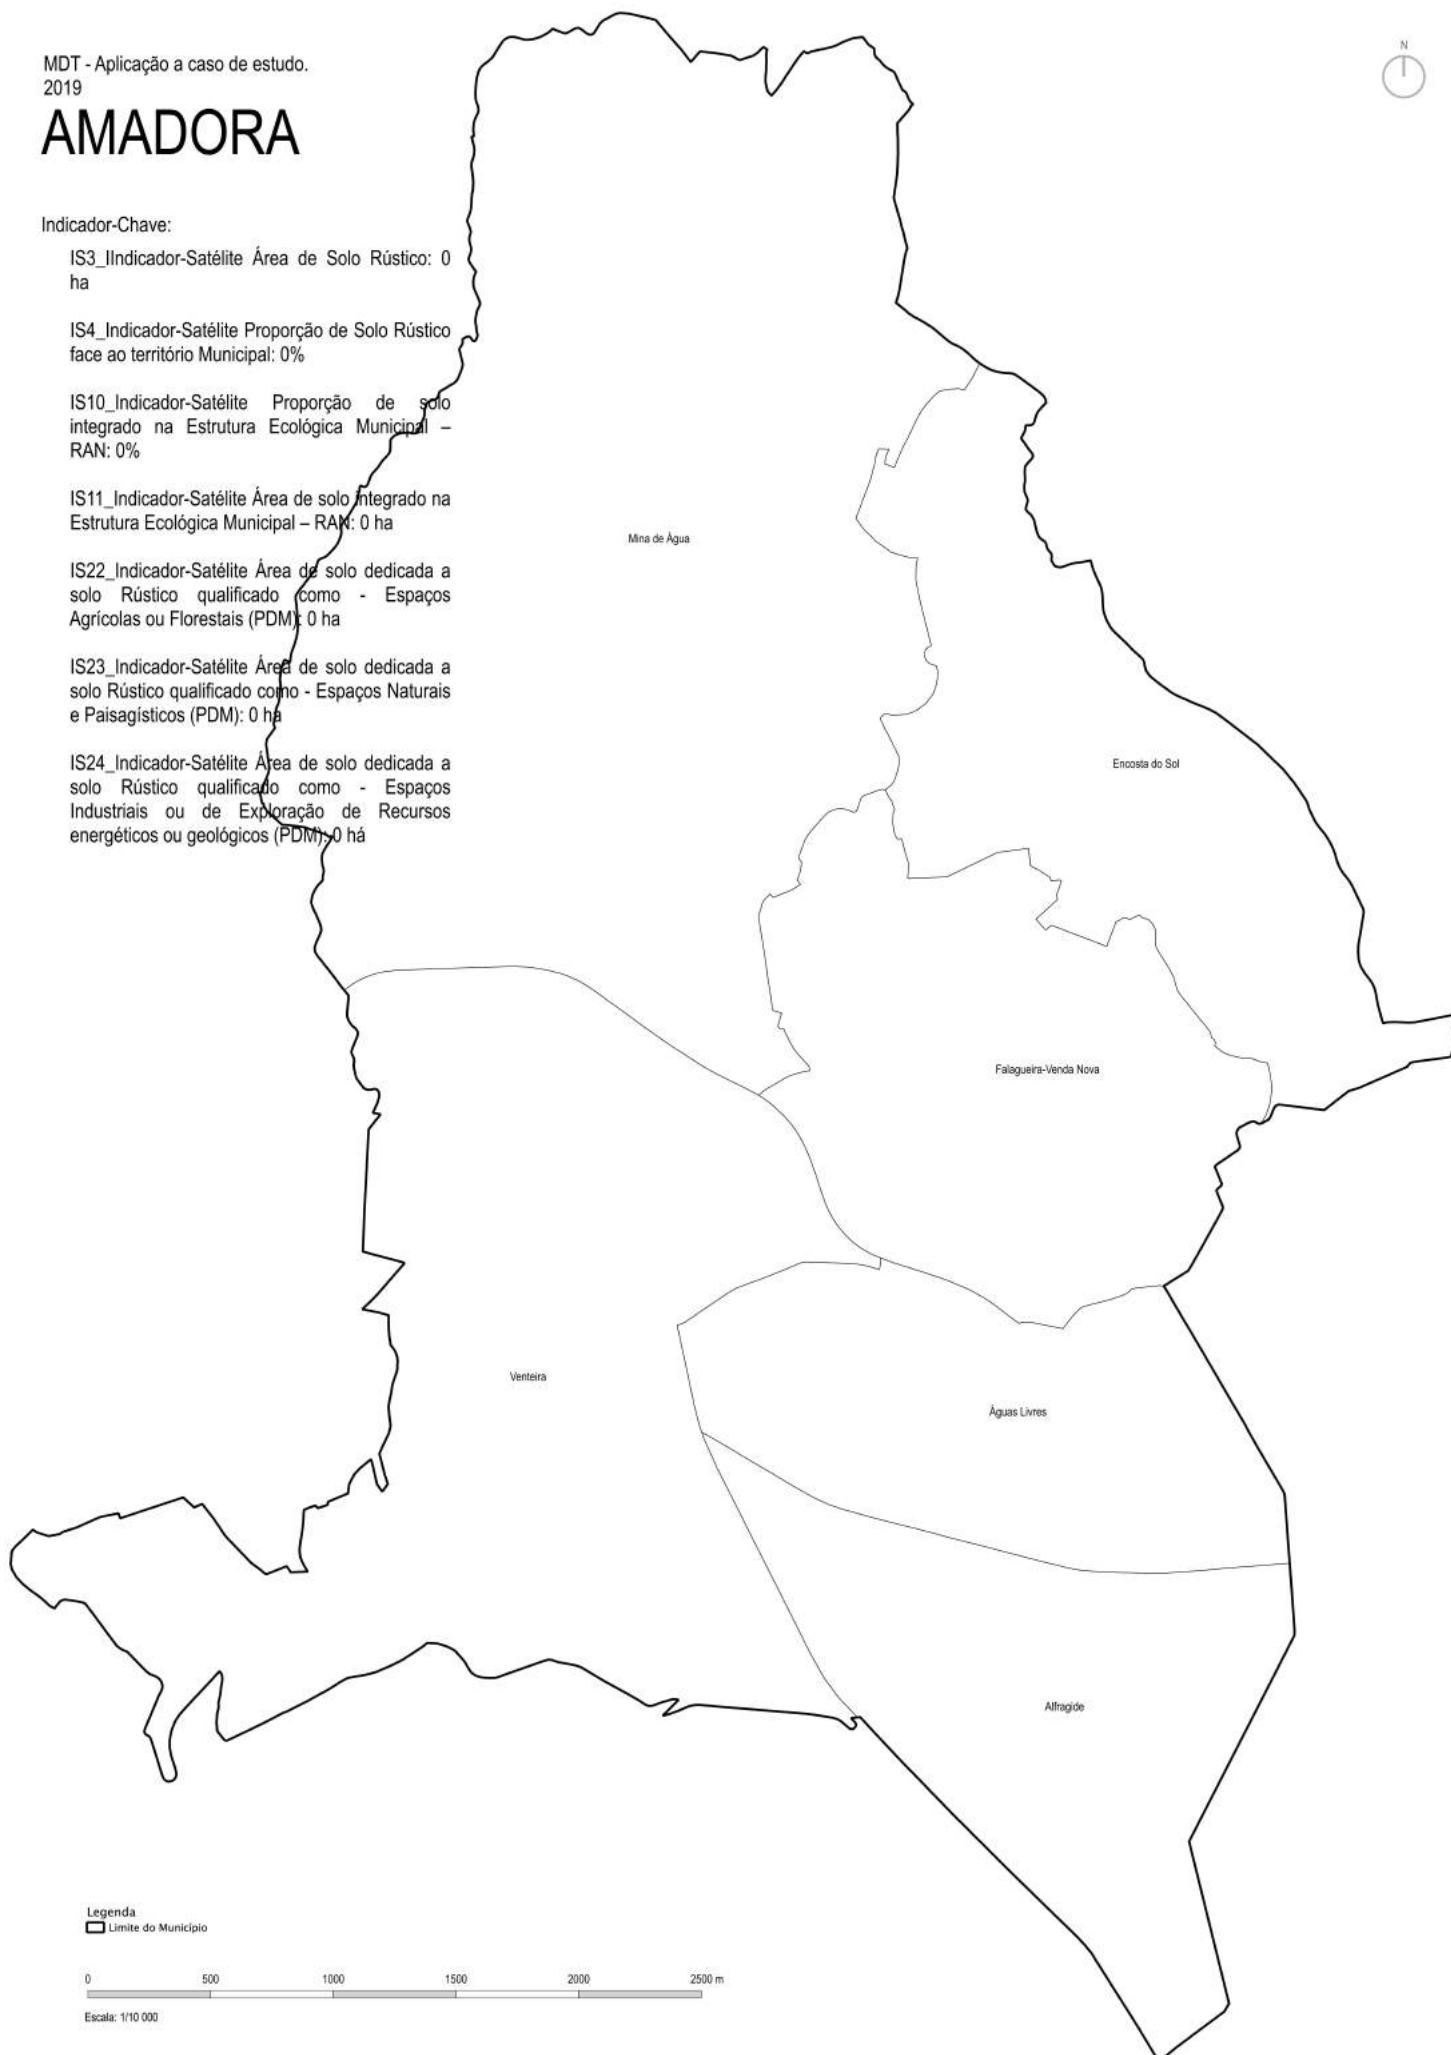 MDT - Aplicação a caso de estudo.
2019
AMADORA
N
Indicador-Chave:
IS3_IIndicador-Satélite Área de Solo Rústico: 0
ha
IS4_Indicador-Satélite Proporção de Solo Rústico
face ao território Municipal: 0%
IS10_Indicador-Satélite Proporção de solo
integrado na Estrutura Ecológica Municipal –
RAN: 0%
IS11_Indicador-Satélite Área de solo integrado na
Estrutura Ecológica Municipal – RAN: 0 ha
IS22_Indicador-Satélite Área de solo dedicada a
solo Rústico qualificado como - Espaços
Agrícolas ou Florestais (PDM): 0 ha
IS23_Indicador-Satélite Área de solo dedicada a
solo Rústico qualificado como - Espaços Naturais
e Paisagísticos (PDM): 0 ha
IS24_Indicador-Satélite Área de solo dedicada a
solo Rústico qualificado como - Espaços
Industriais ou de Exploração de Recursos
energéticos ou geológicos (PDM): 0 há
Mina de Água
Encosta do Sol
Falagueira-Venda Nova
Venteira
Águas Livres
Alfragide
Legenda
Limite do Município
0 500 1000 1500 2000 2500 m
Escala: 1/10 000